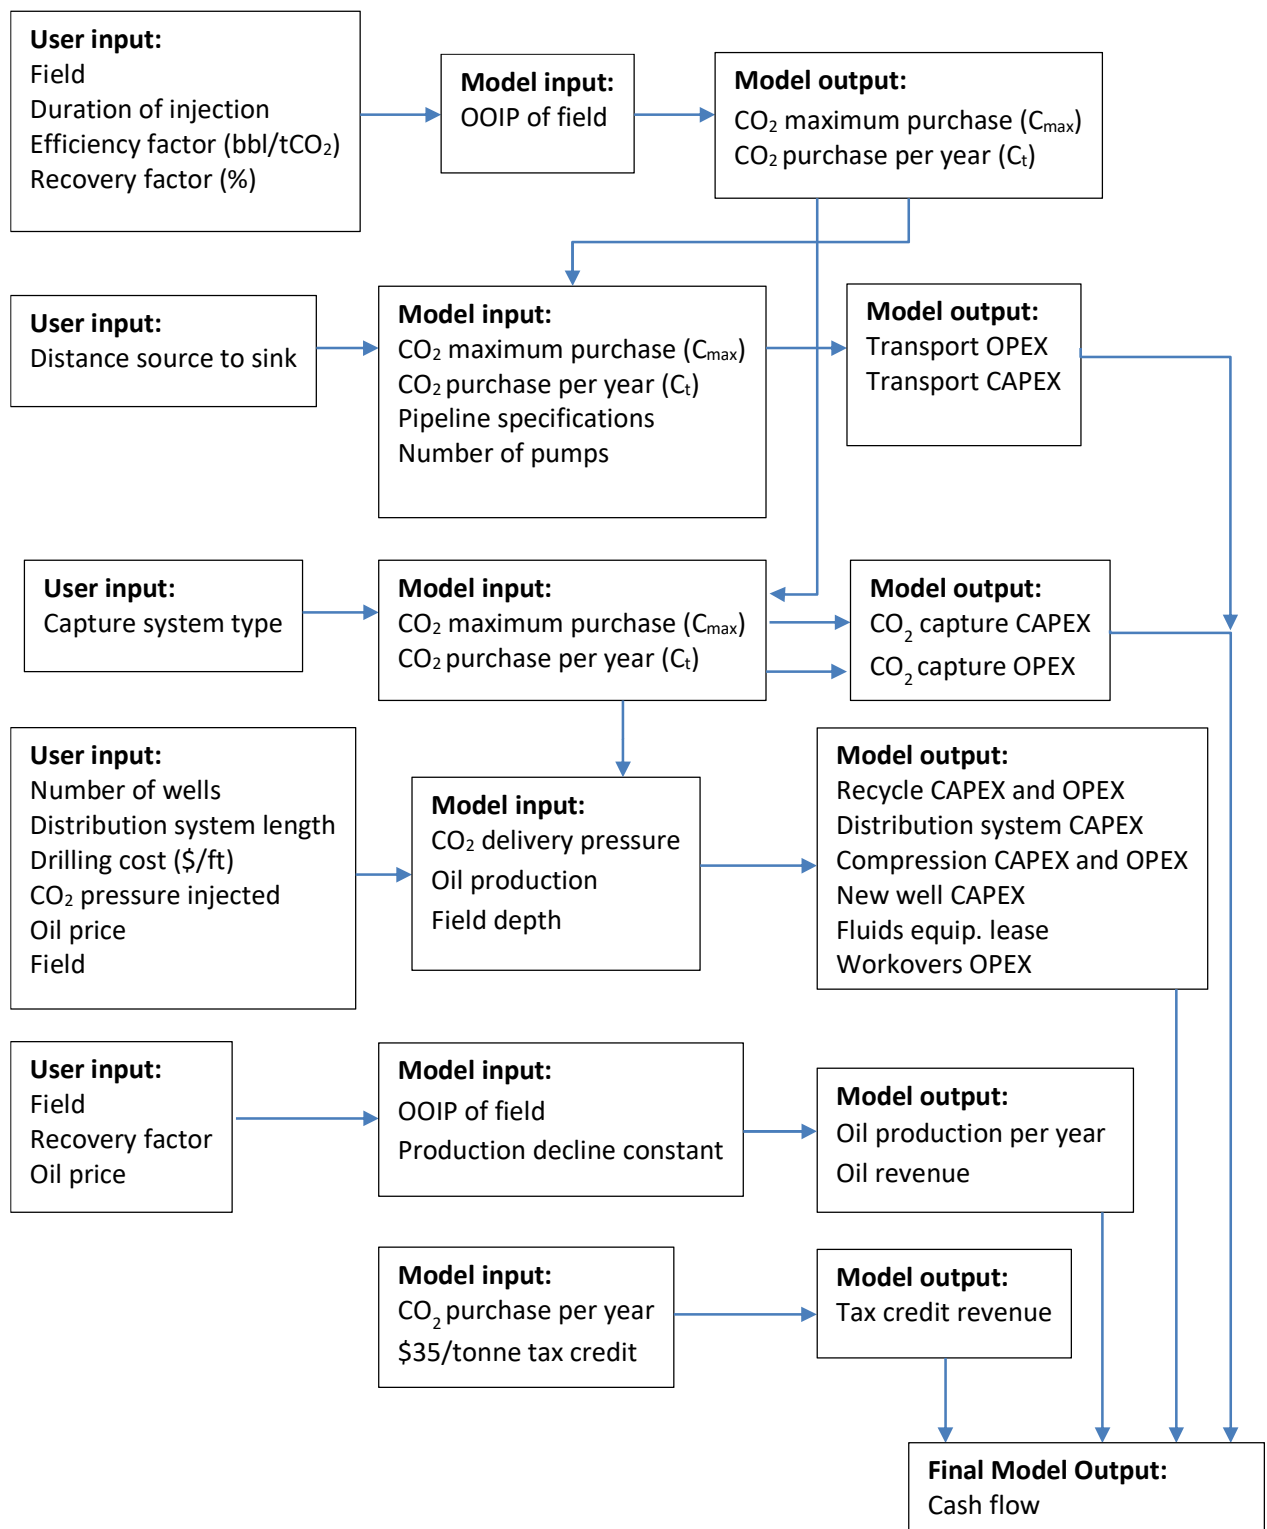 User input:
Field
Duration of injection
Efficiency factor (bbl/tCO₂)
Recovery factor (%)
Model input:
OOIP of field
Model output:
CO₂ maximum purchase (Cₘₐₓ)
CO₂ purchase per year (Cₜ)
User input:
Distance source to sink
Model input:
CO₂ maximum purchase (Cₘₐₓ)
CO₂ purchase per year (Cₜ)
Pipeline specifications
Number of pumps
Model output:
Transport OPEX
Transport CAPEX
User input:
Capture system type
Model input:
CO₂ maximum purchase (Cₘₐₓ)
CO₂ purchase per year (Cₜ)
Model output:
CO₂ capture CAPEX
CO₂ capture OPEX
User input:
Number of wells
Distribution system length
Drilling cost ($/ft)
CO₂ pressure injected
Oil price
Field
Model input:
CO₂ delivery pressure
Oil production
Field depth
Model output:
Recycle CAPEX and OPEX
Distribution system CAPEX
Compression CAPEX and OPEX
New well CAPEX
Fluids equip. lease
Workovers OPEX
User input:
Field
Recovery factor
Oil price
Model input:
OOIP of field
Production decline constant
Model output:
Oil production per year
Oil revenue
Model input:
CO₂ purchase per year
$35/tonne tax credit
Model output:
Tax credit revenue
Final Model Output:
Cash flow